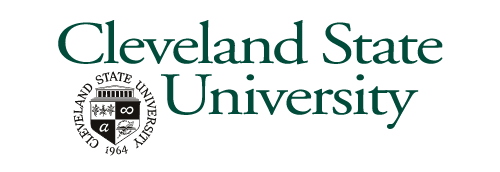 Cleveland State
University
CLEVELAND STATE UNIVERSITY
∞
a
1964